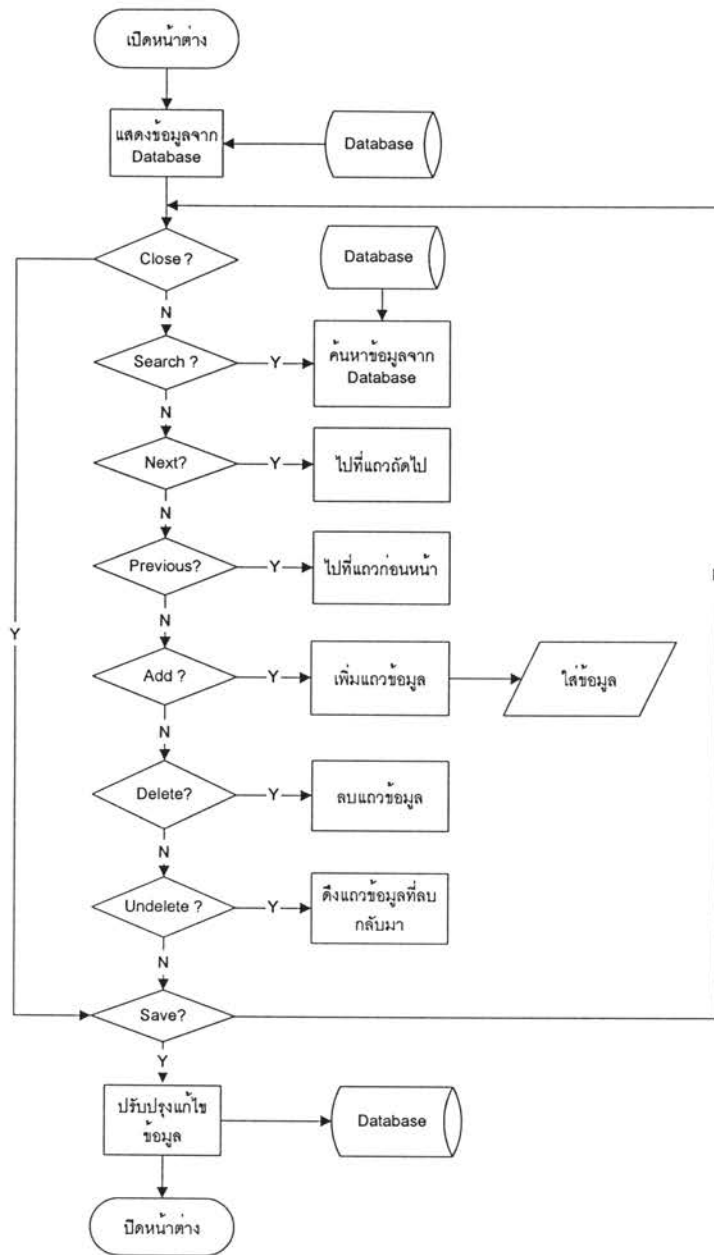 เปิดหน้าต่าง
แสดงข้อมูลจาก
Database
Database
Close ?
Database
N
Search ?
Y
ค้นหาข้อมูลจาก
Database
N
Next?
Y
ไปที่แถวถัดไป
N
Previous?
Y
ไปที่แถวก่อนหน้า
N
Y
Add ?
Y
เพิ่มแถวข้อมูล
ใส่ข้อมูล
N
Delete?
Y
ลบแถวข้อมูล
N
Undelete ?
Y
ดึงแถวข้อมูลที่ลบ
กลับมา
N
Save?
Y
ปรับปรุงแก้ไข
ข้อมูล
Database
ปิดหน้าต่าง